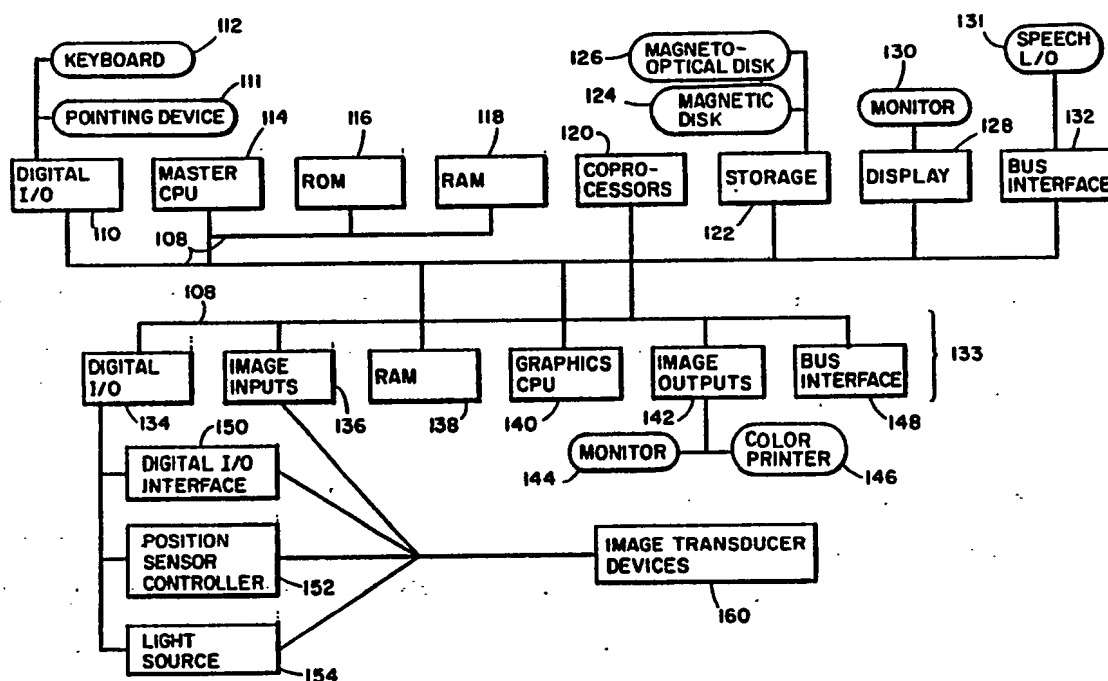 112
KEYBOARD
111
POINTING DEVICE
114
116
118
126
MAGNETO-
OPTICAL DISK
124
MAGNETIC
DISK
120
130
MONITOR
128
131
SPEECH
L/O
132
DIGITAL
I/O
110
MASTER
CPU
ROM
RAM
COPRO-
CESSORS
STORAGE
122
DISPLAY
BUS
INTERFACE
108
108
133
DIGITAL
I/O
134
IMAGE
INPUTS
136
RAM
138
GRAPHICS
CPU
140
IMAGE
OUTPUTS
142
BUS
INTERFACE
148
150
DIGITAL I/O
INTERFACE
MONITOR
144
COLOR
PRINTER
146
POSITION
SENSOR
CONTROLLER
152
IMAGE TRANSDUCER
DEVICES
160
LIGHT
SOURCE
154